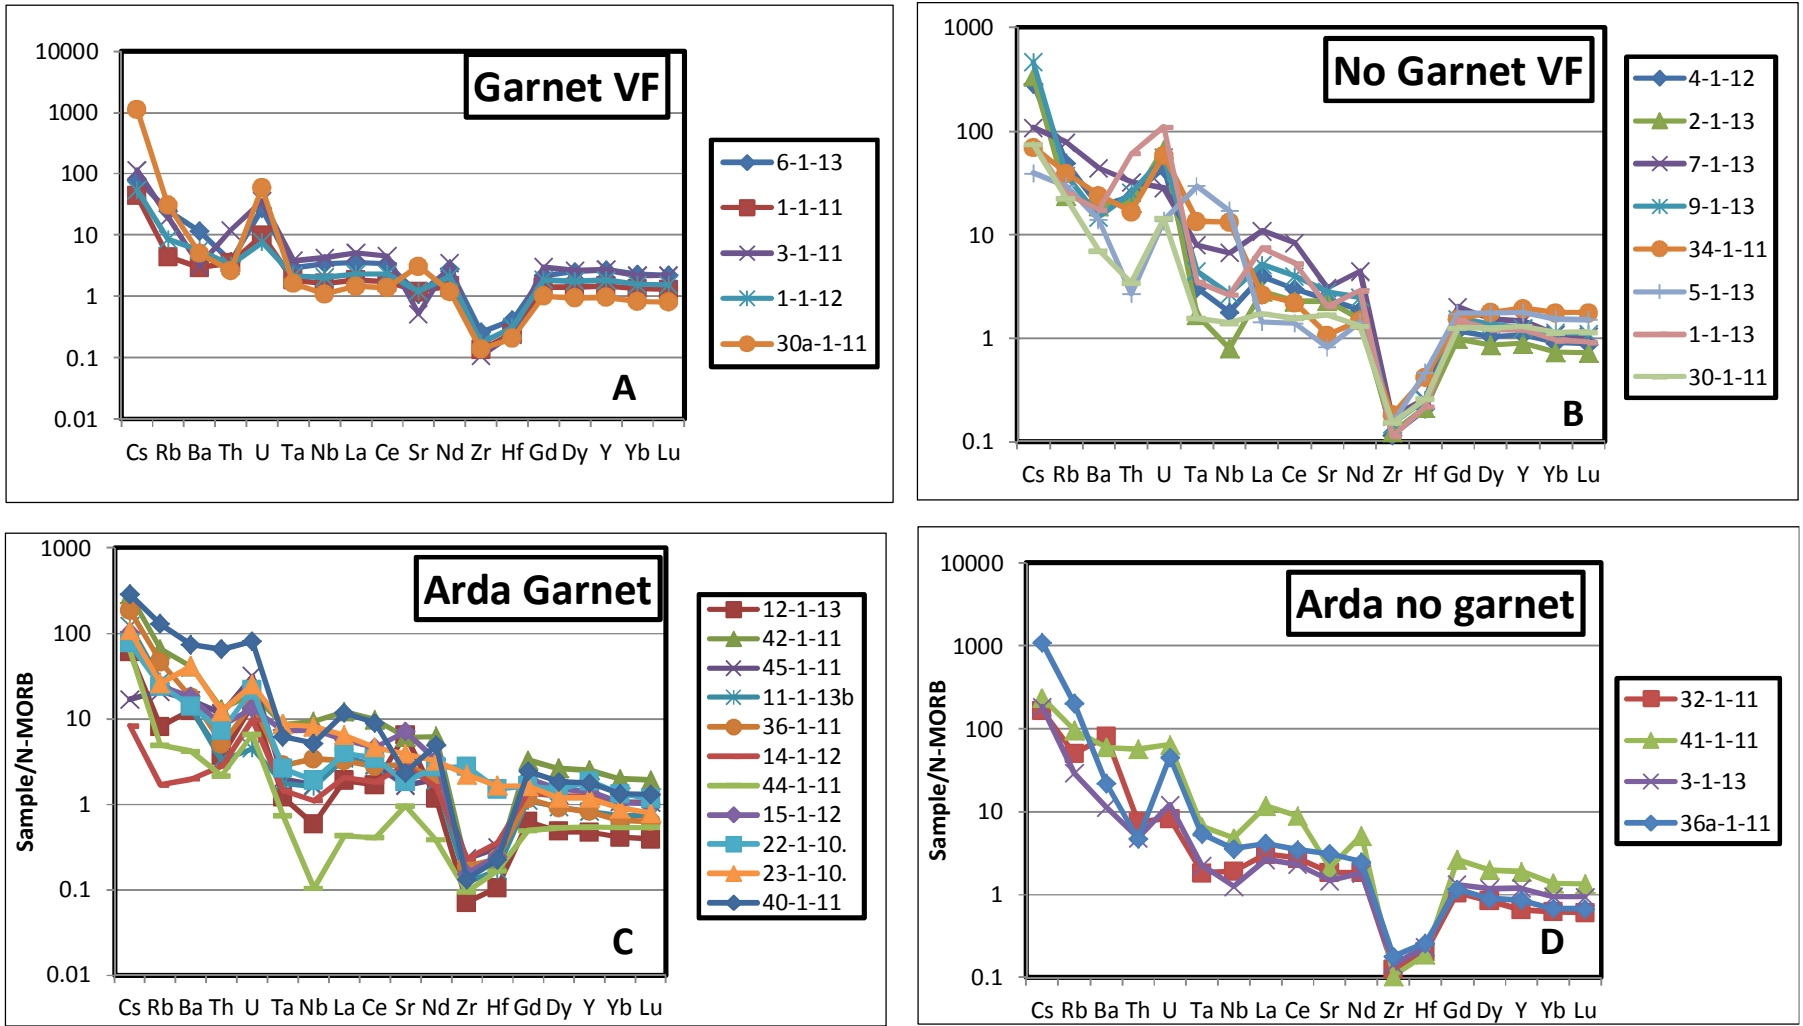 Garnet VF
10000
1000
100
10
1
0.1
0.01
Cs Rb Ba Th U Ta Nb La Ce Sr Nd Zr Hf Gd Dy Y Yb Lu
A
6-1-13
1-1-11
3-1-11
1-1-12
30a-1-11
No Garnet VF
1000
100
10
1
0.1
Cs Rb Ba Th U Ta Nb La Ce Sr Nd Zr Hf Gd Dy Y Yb Lu
B
4-1-12
2-1-13
7-1-13
9-1-13
34-1-11
5-1-13
1-1-13
30-1-11
Arda Garnet
Sample/N-MORB
1000
100
10
1
0.1
0.01
Cs Rb Ba Th U Ta Nb La Ce Sr Nd Zr Hf Gd Dy Y Yb Lu
C
12-1-13
42-1-11
45-1-11
11-1-13b
36-1-11
14-1-12
44-1-11
15-1-12
22-1-10.
23-1-10.
40-1-11
Arda no garnet
Sample/N-MORB
10000
1000
100
10
1
0.1
Cs Rb Ba Th U Ta Nb La Ce Sr Nd Zr Hf Gd Dy Y Yb Lu
D
32-1-11
41-1-11
3-1-13
36a-1-11